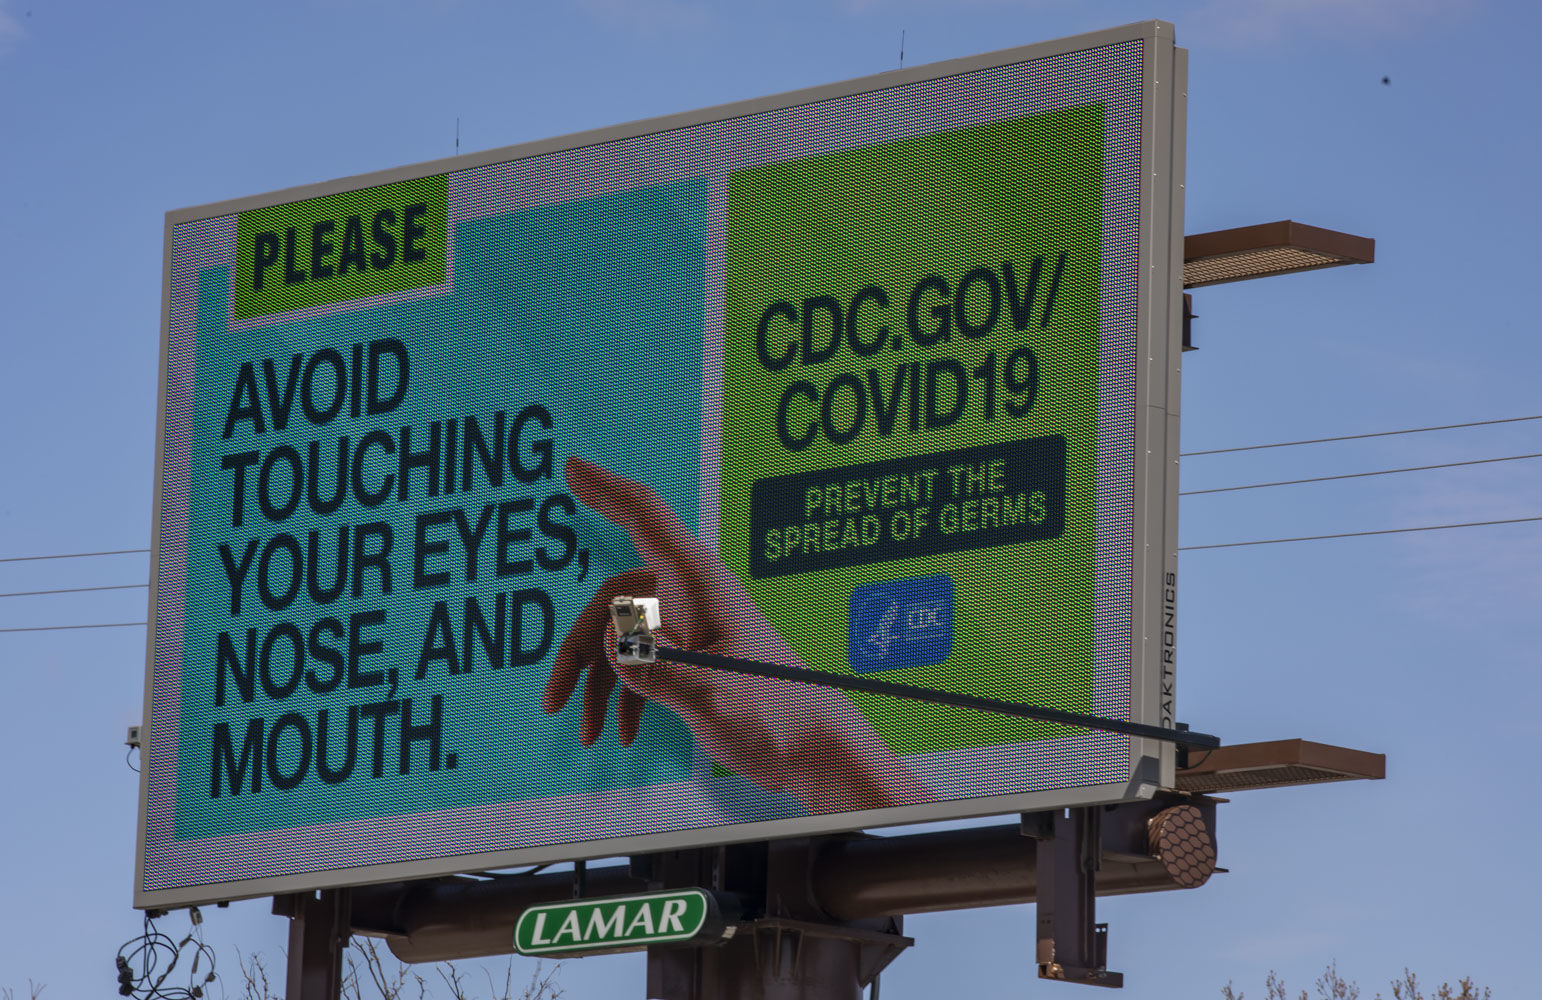 PLEASE
AVOID
TOUCHING
YOUR EYES,
NOSE, AND
MOUTH.
CDC.GOV/
COVID19
PREVENT THE
SPREAD OF GERMS
CDC
DAKTRONICS
LAMAR